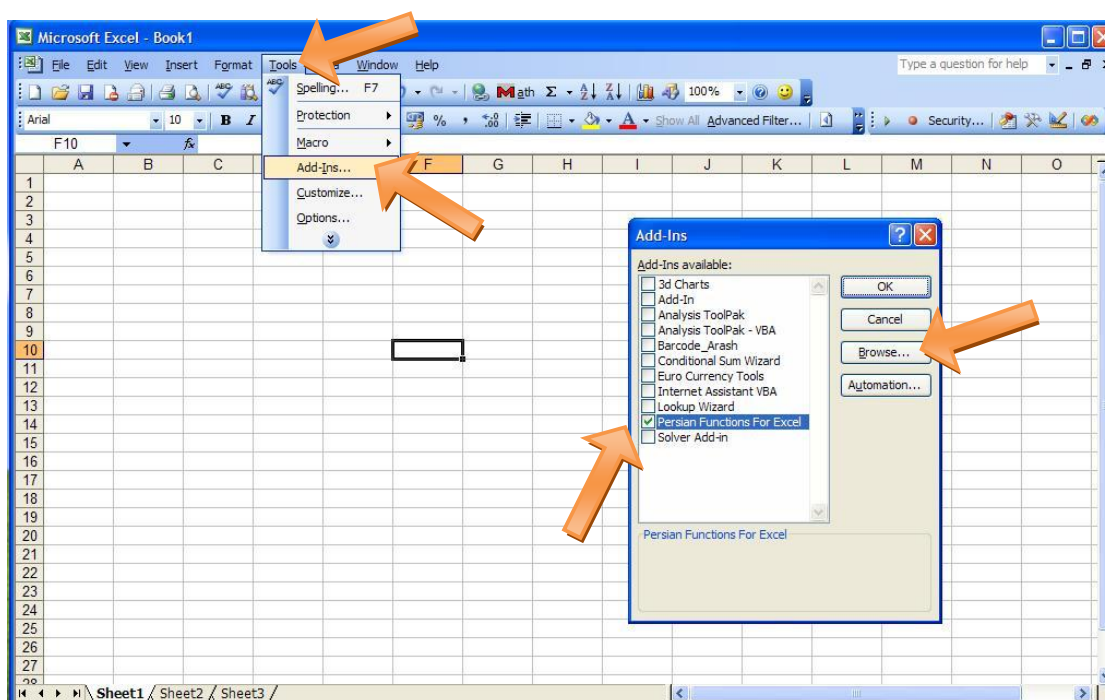 Microsoft Excel - Book1
File Edit View Insert Format Tools Window Help Type a question for help
Spelling... F7
Math Σ 100%
Protection
Arial 10 B I % , Show All Advanced Filter... Security...
F10 fx
Macro
A B C F G H I J K L M N O
Add-Ins...
Customize...
Options...
1
2
3
4
5
6
7
8
9
10
11
12
13
14
15
16
17
18
19
20
21
22
23
24
25
26
27
28
Add-Ins
Add-Ins available:
3d Charts
Add-In
Analysis ToolPak
Analysis ToolPak - VBA
Barcode_Arash
Conditional Sum Wizard
Euro Currency Tools
Internet Assistant VBA
Lookup Wizard
Persian Functions For Excel
Solver Add-in
OK
Cancel
Browse...
Automation...
Persian Functions For Excel
Sheet1 / Sheet2 / Sheet3 /